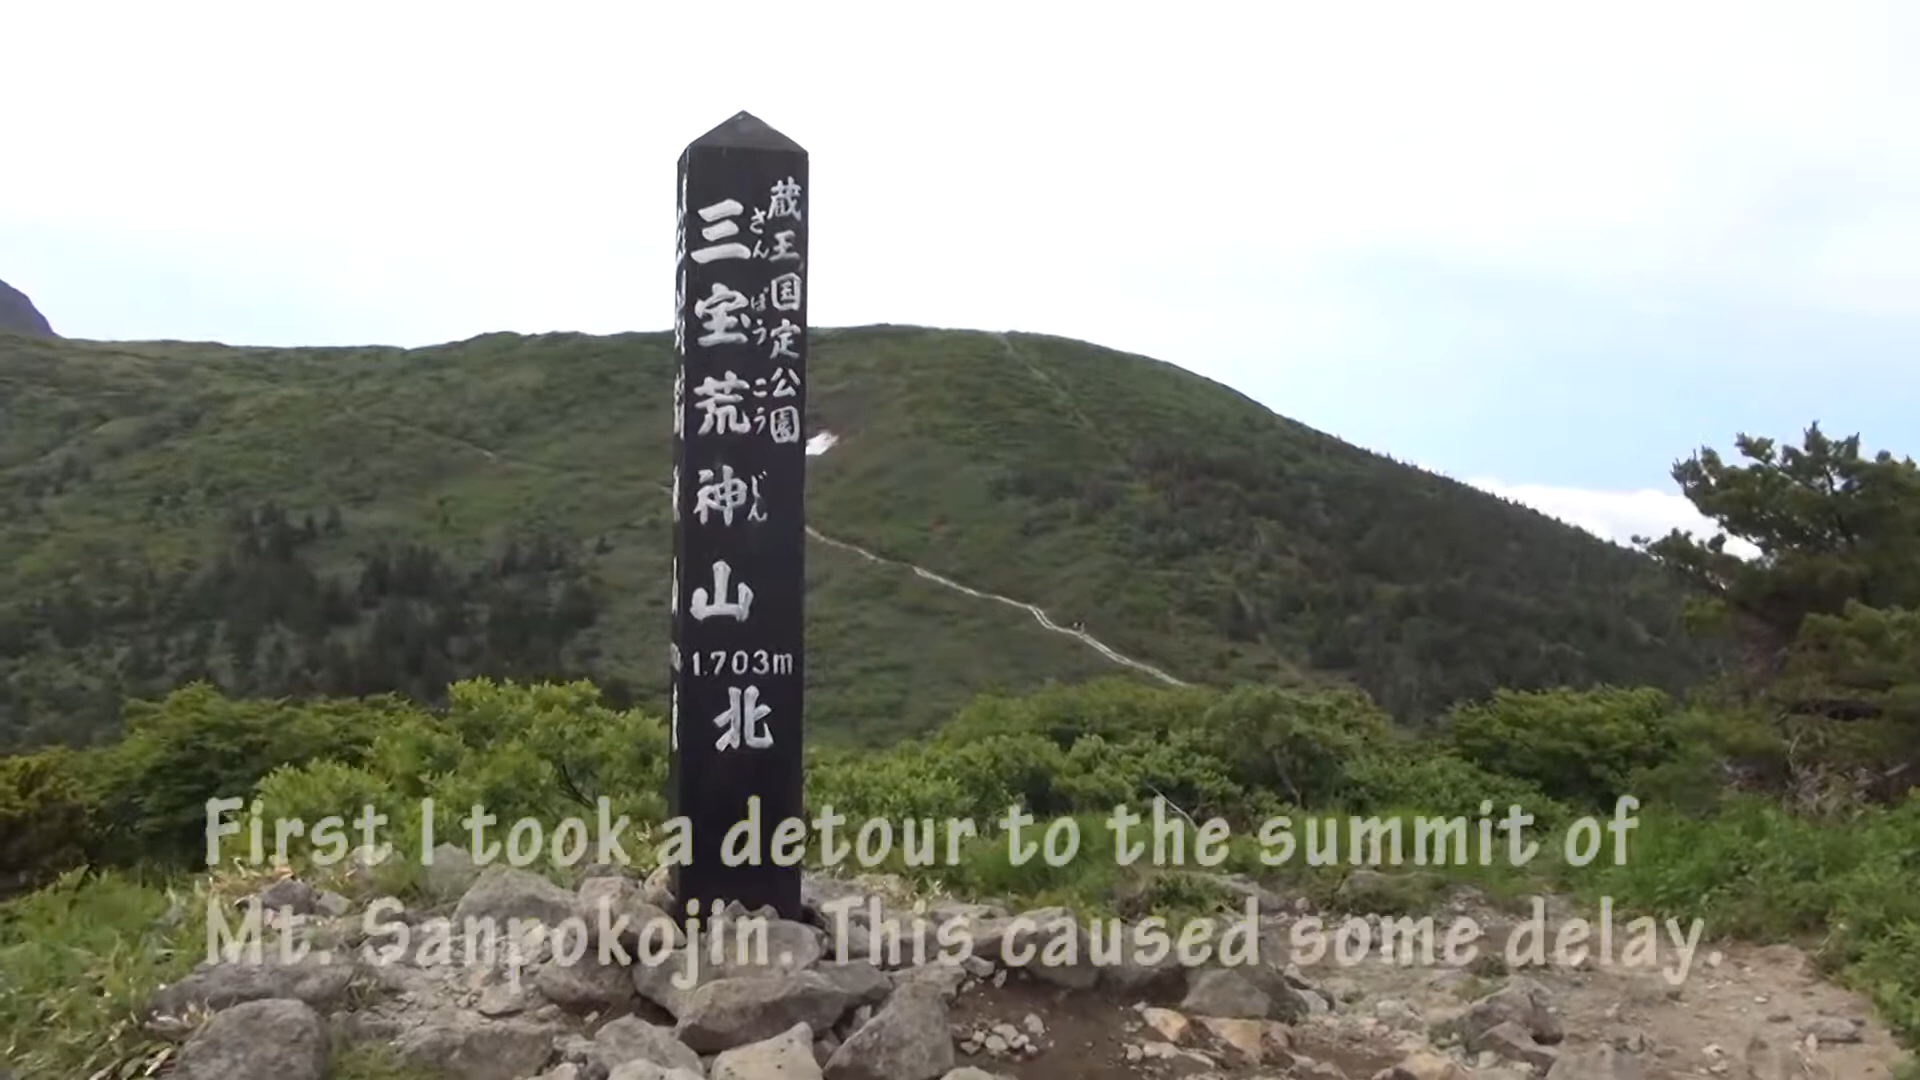 蔵王国定公園
三宝荒神山
さんぽうこうじん
1.703m
北
First I took a detour to the summit of
Mt. Sanpokojin. This caused some delay.